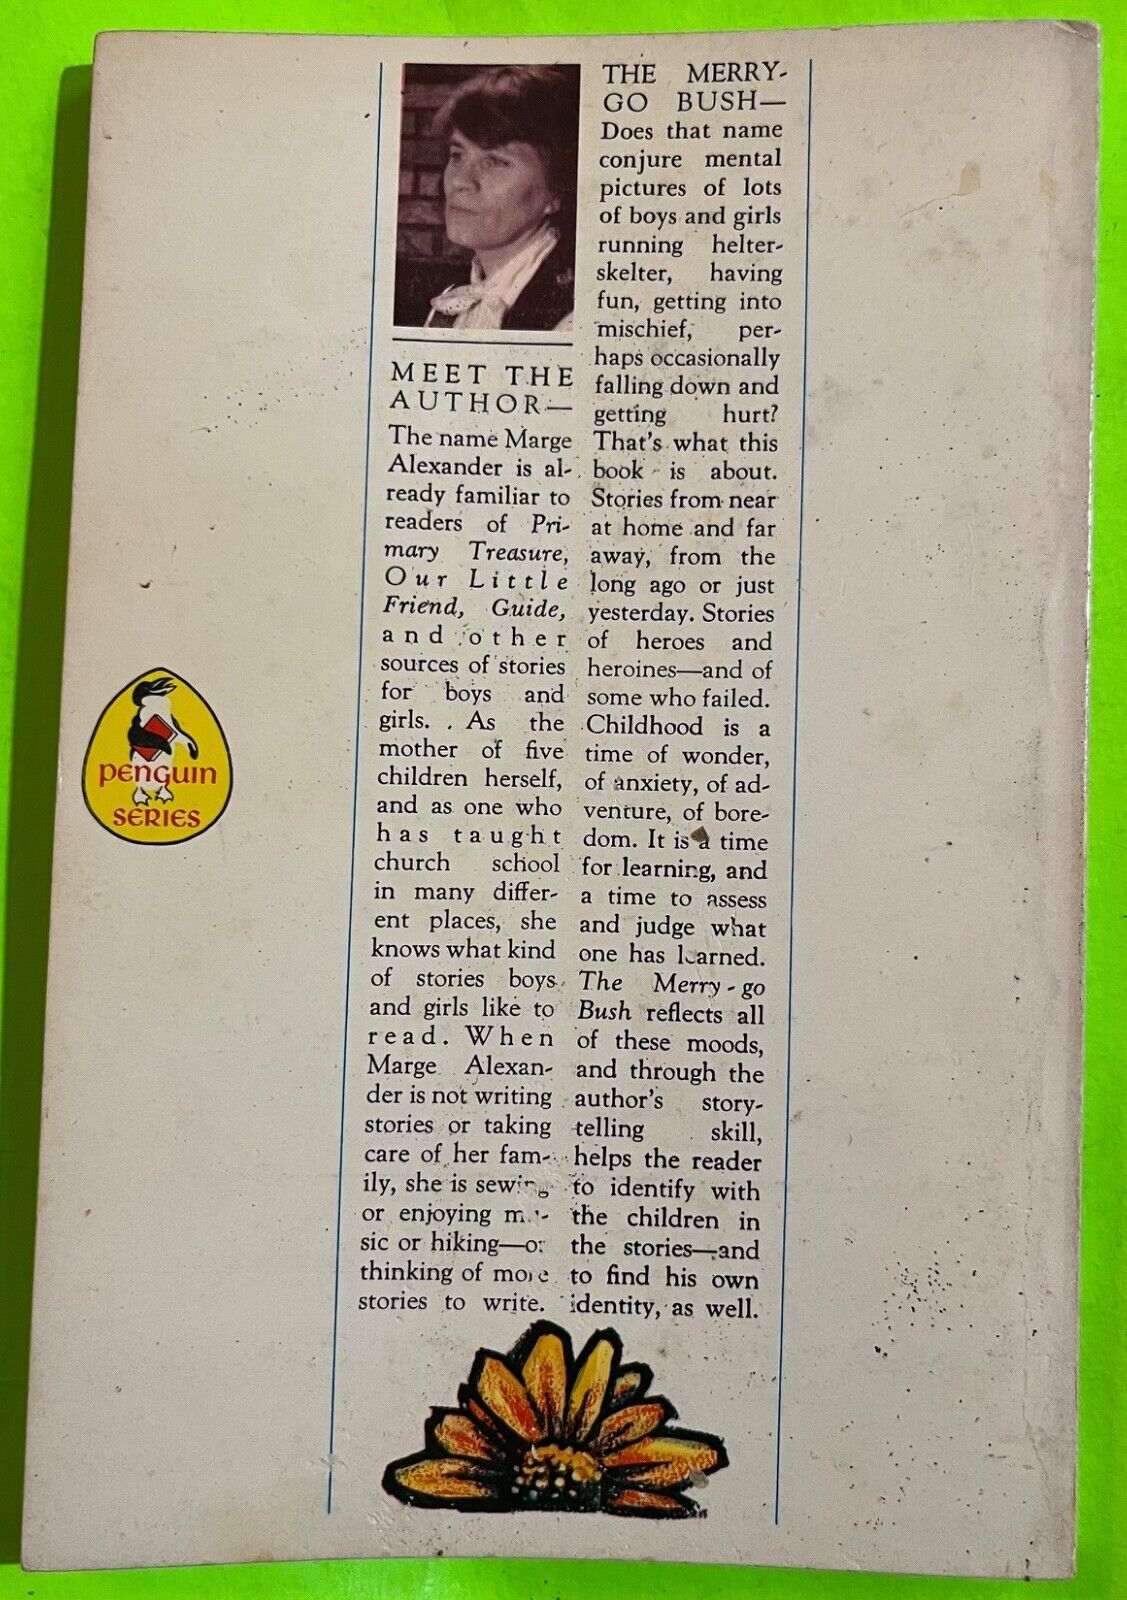 MEET THE
AUTHOR—
The name Marge
Alexander is al-
ready familiar to
readers of Pri-
mary Treasure,
Our Little
Friend, Guide,
and other
sources of stories
for boys and
girls. As the
mother of five
children herself,
and as one who
has taught
church school
in many differ-
ent places, she
knows what kind
of stories boys
and girls like to
read. When
Marge Alexan-
der is not writing
stories or taking
care of her fam-
ily, she is sewing
or enjoying mu-
sic or hiking—or
thinking of more
stories to write.
THE MERRY-
GO BUSH—
Does that name
conjure mental
pictures of lots
of boys and girls
running helter-
skelter, having
fun, getting into
mischief, per-
haps occasionally
falling down and
getting hurt?
That's what this
book is about.
Stories from near
at home and far
away, from the
long ago or just
yesterday. Stories
of heroes and
heroines—and of
some who failed.
Childhood is a
time of wonder,
of anxiety, of ad-
venture, of bore-
dom. It is a time
for learning, and
a time to assess
and judge what
one has learned.
The Merry-go
Bush reflects all
of these moods,
and through the
author's story-
telling skill,
helps the reader
to identify with
the children in
the stories—and
to find his own
identity, as well.
penguin
SERIES